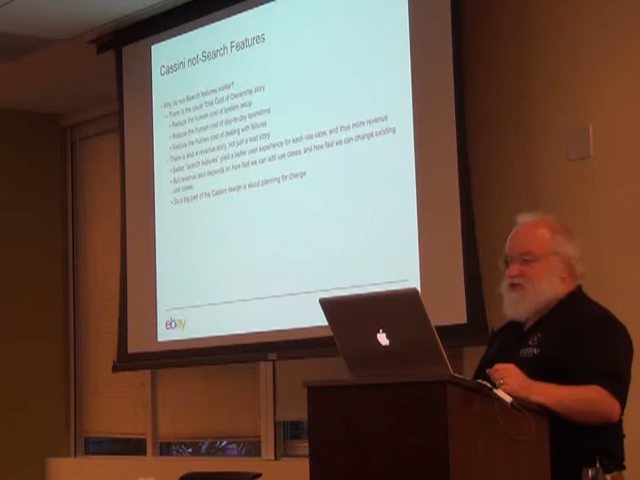 Cassini not-Search Features
• Why do not-Search features matter?
• There is the usual Total Cost of Ownership story
• Reduce the human cost of system setup
• Reduce the human cost of day-to-day operations
• Reduce the human cost of dealing with failures
• There is also a revenue story, not just a cost story
• Better "search features" yield a better user experience for each use case, and thus more revenue
• But revenue also depends on how fast we can add use cases, and how fast we can change existing
use cases
• So a big part of the Cassini design is about planning for change
ebay